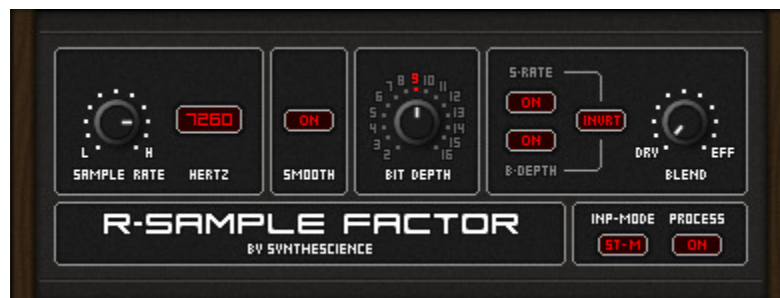 7260
L H
SAMPLE RATE HERTZ
ON
SMOOTH
2 3 4 5 6 7 8 9 10 11 12 13 14 15 16
BIT DEPTH
S-RATE
ON
INVRT
ON
B-DEPTH
DRY EFF
BLEND
R-SAMPLE FACTOR
BY SYNTHESCIENCE
INP-MODE PROCESS
ST-M ON